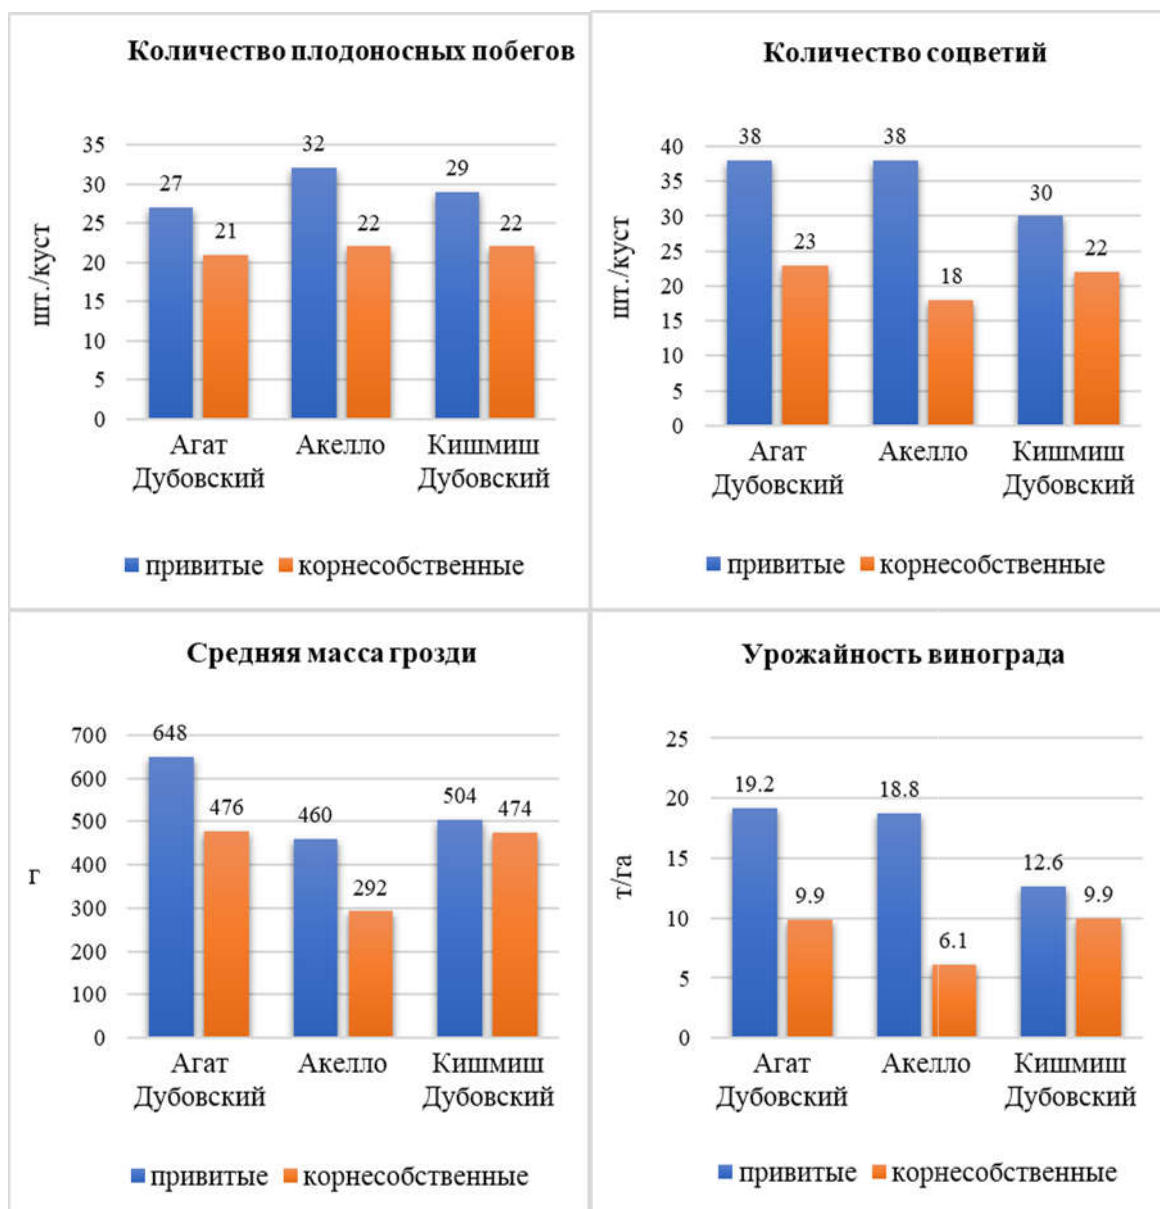 Количество плодоносных побегов
шт./куст
35
30
25
20
15
10
5
0
27
21
32
22
29
22
Агат Дубовский
Акелло
Кишмиш Дубовский
привитые
корнесобственные
Количество соцветий
шт./куст
40
35
30
25
20
15
10
5
0
38
23
38
18
30
22
Агат Дубовский
Акелло
Кишмиш Дубовский
привитые
корнесобственные
Средняя масса грозди
г
700
600
500
400
300
200
100
0
648
476
460
292
504
474
Агат Дубовский
Акелло
Кишмиш Дубовский
привитые
корнесобственные
Урожайность винограда
т/га
25
20
15
10
5
0
19.2
9.9
18.8
6.1
12.6
9.9
Агат Дубовский
Акелло
Кишмиш Дубовский
привитые
корнесобственные